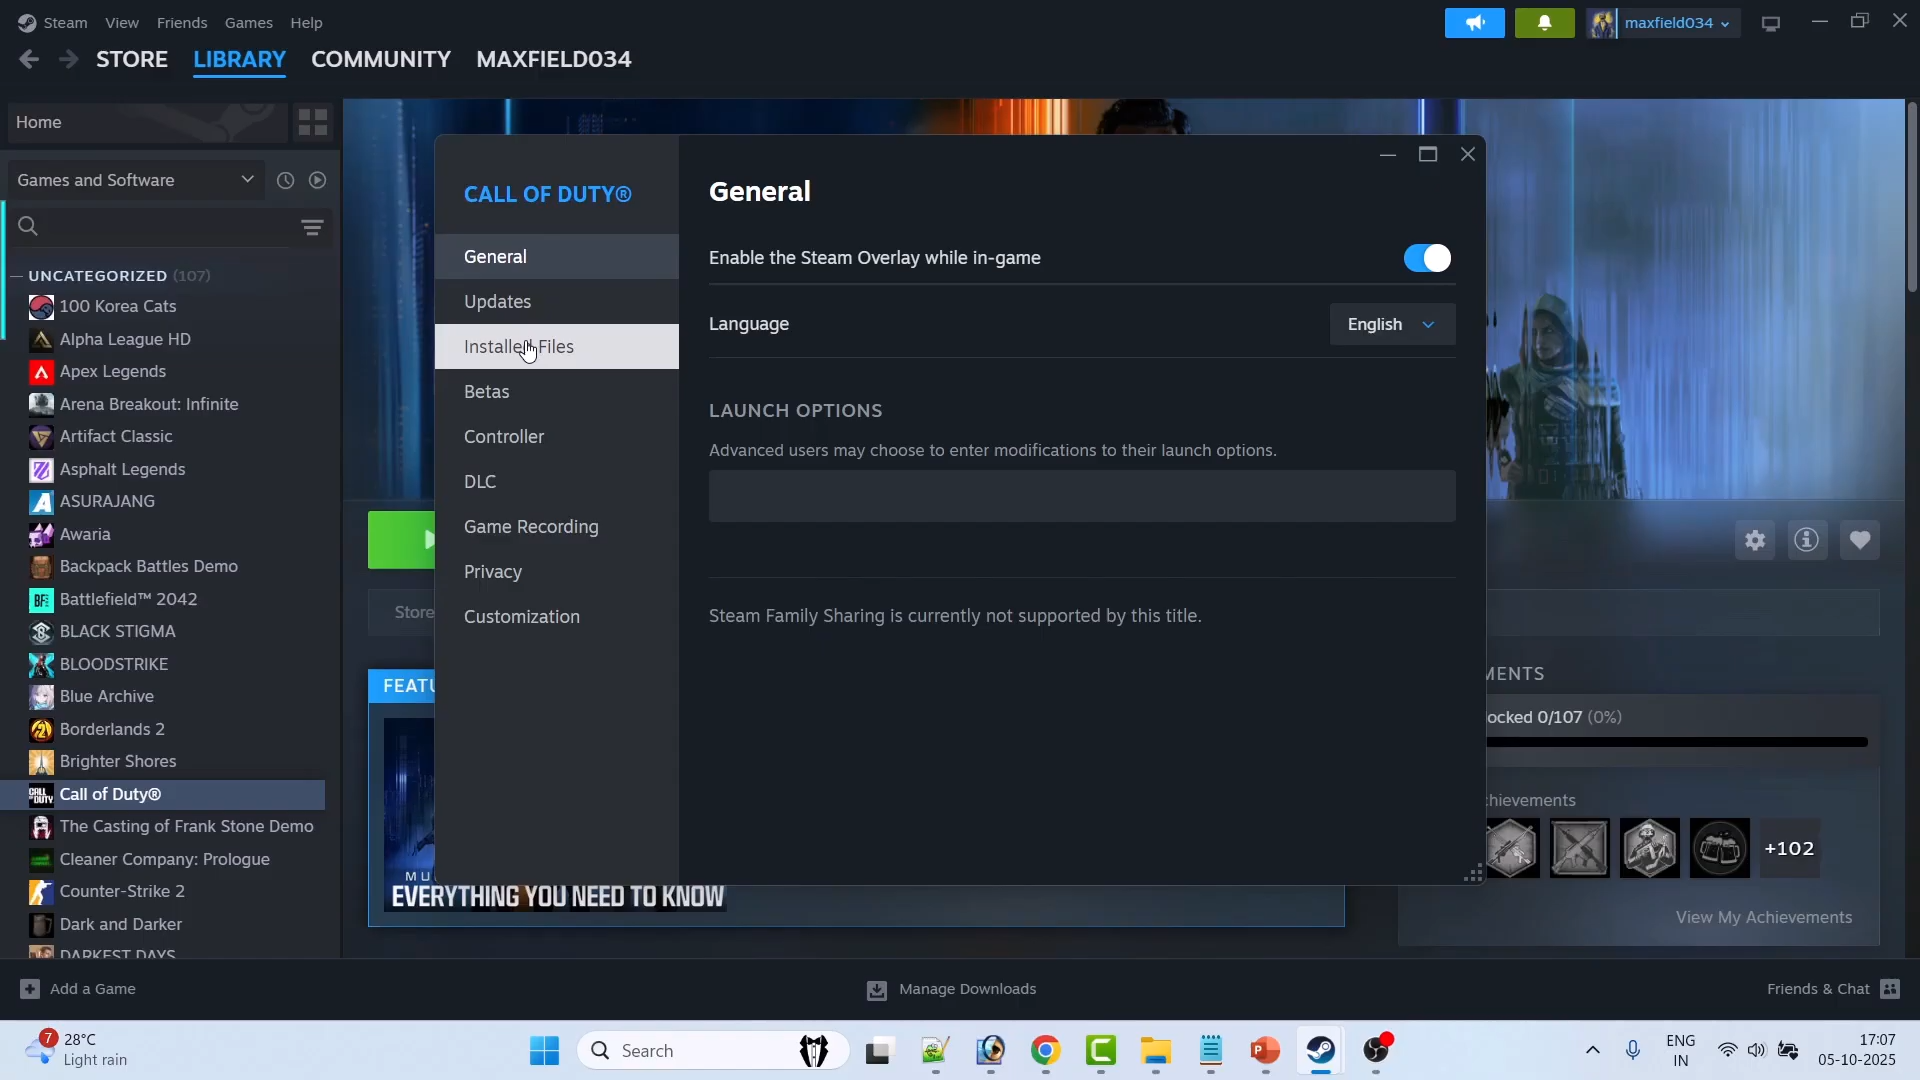 Steam View Friends Games Help
maxfield034
STORE LIBRARY COMMUNITY MAXFIELD034
Home
Games and Software
UNCATEGORIZED (107)
100 Korea Cats
Alpha League HD
Apex Legends
Arena Breakout: Infinite
Artifact Classic
Asphalt Legends
ASURAJANG
Awaria
Backpack Battles Demo
Battlefield™ 2042
BLACK STIGMA
BLOODSTRIKE
Blue Archive
Borderlands 2
Brighter Shores
Call of Duty®
The Casting of Frank Stone Demo
Cleaner Company: Prologue
Counter-Strike 2
Dark and Darker
DARKEST DAYS
CALL OF DUTY®
General
Updates
Installed Files
Betas
Controller
DLC
Game Recording
Privacy
Customization
General
Enable the Steam Overlay while in-game
Language
English
LAUNCH OPTIONS
Advanced users may choose to enter modifications to their launch options.
Steam Family Sharing is currently not supported by this title.
Store
FEATU
MU
EVERYTHING YOU NEED TO KNOW
MENTS
ocked 0/107 (0%)
chievements
+102
View My Achievements
Add a Game
Manage Downloads
Friends & Chat
7
28°C
Light rain
Search
ENG
IN
17:07
05-10-2025